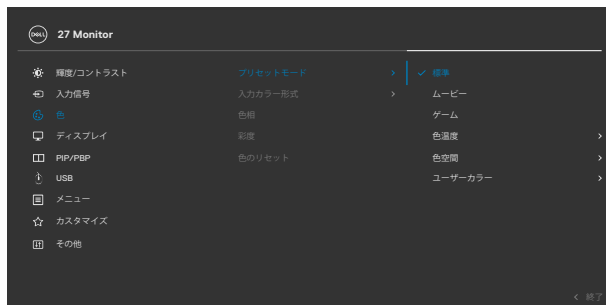 DELL 27 Monitor
輝度/コントラスト プリセットモード 標準
入力信号 入力カラー形式 ムービー
色 色相 ゲーム
ディスプレイ 彩度 色温度
PIP/PBP 色のリセット 色空間
USB ユーザーカラー
メニュー
カスタマイズ
その他
終了